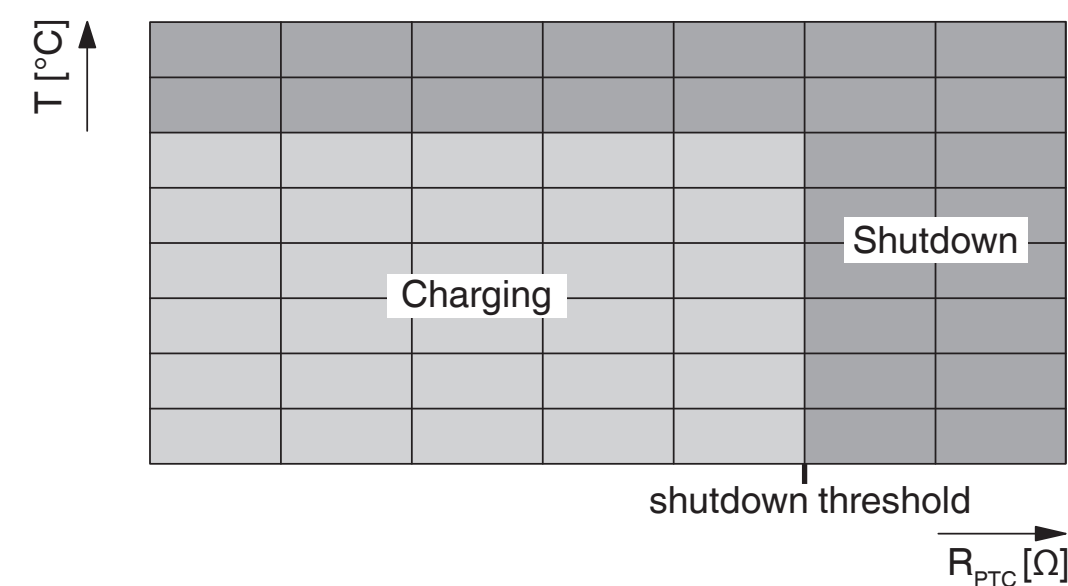 T [°C]
Shutdown
Charging
shutdown threshold
R_PTC [Ω]